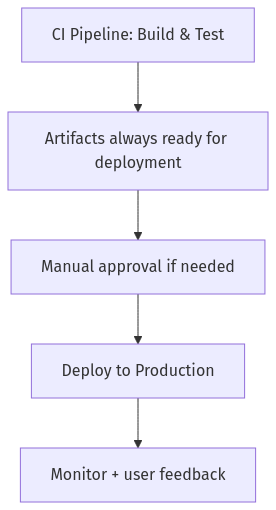 CI Pipeline: Build & Test
Artifacts always ready for
deployment
Manual approval if needed
Deploy to Production
Monitor + user feedback